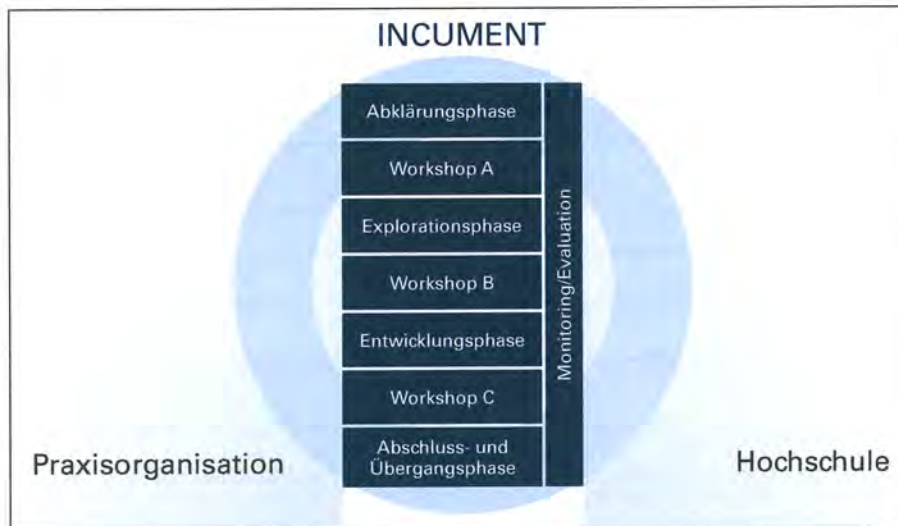 INCUMENT
Abklärungsphase
Workshop A
Explorationsphase
Workshop B
Entwicklungsphase
Workshop C
Abschluss- und
Übergangsphase
Monitoring/Evaluation
Praxisorganisation
Hochschule